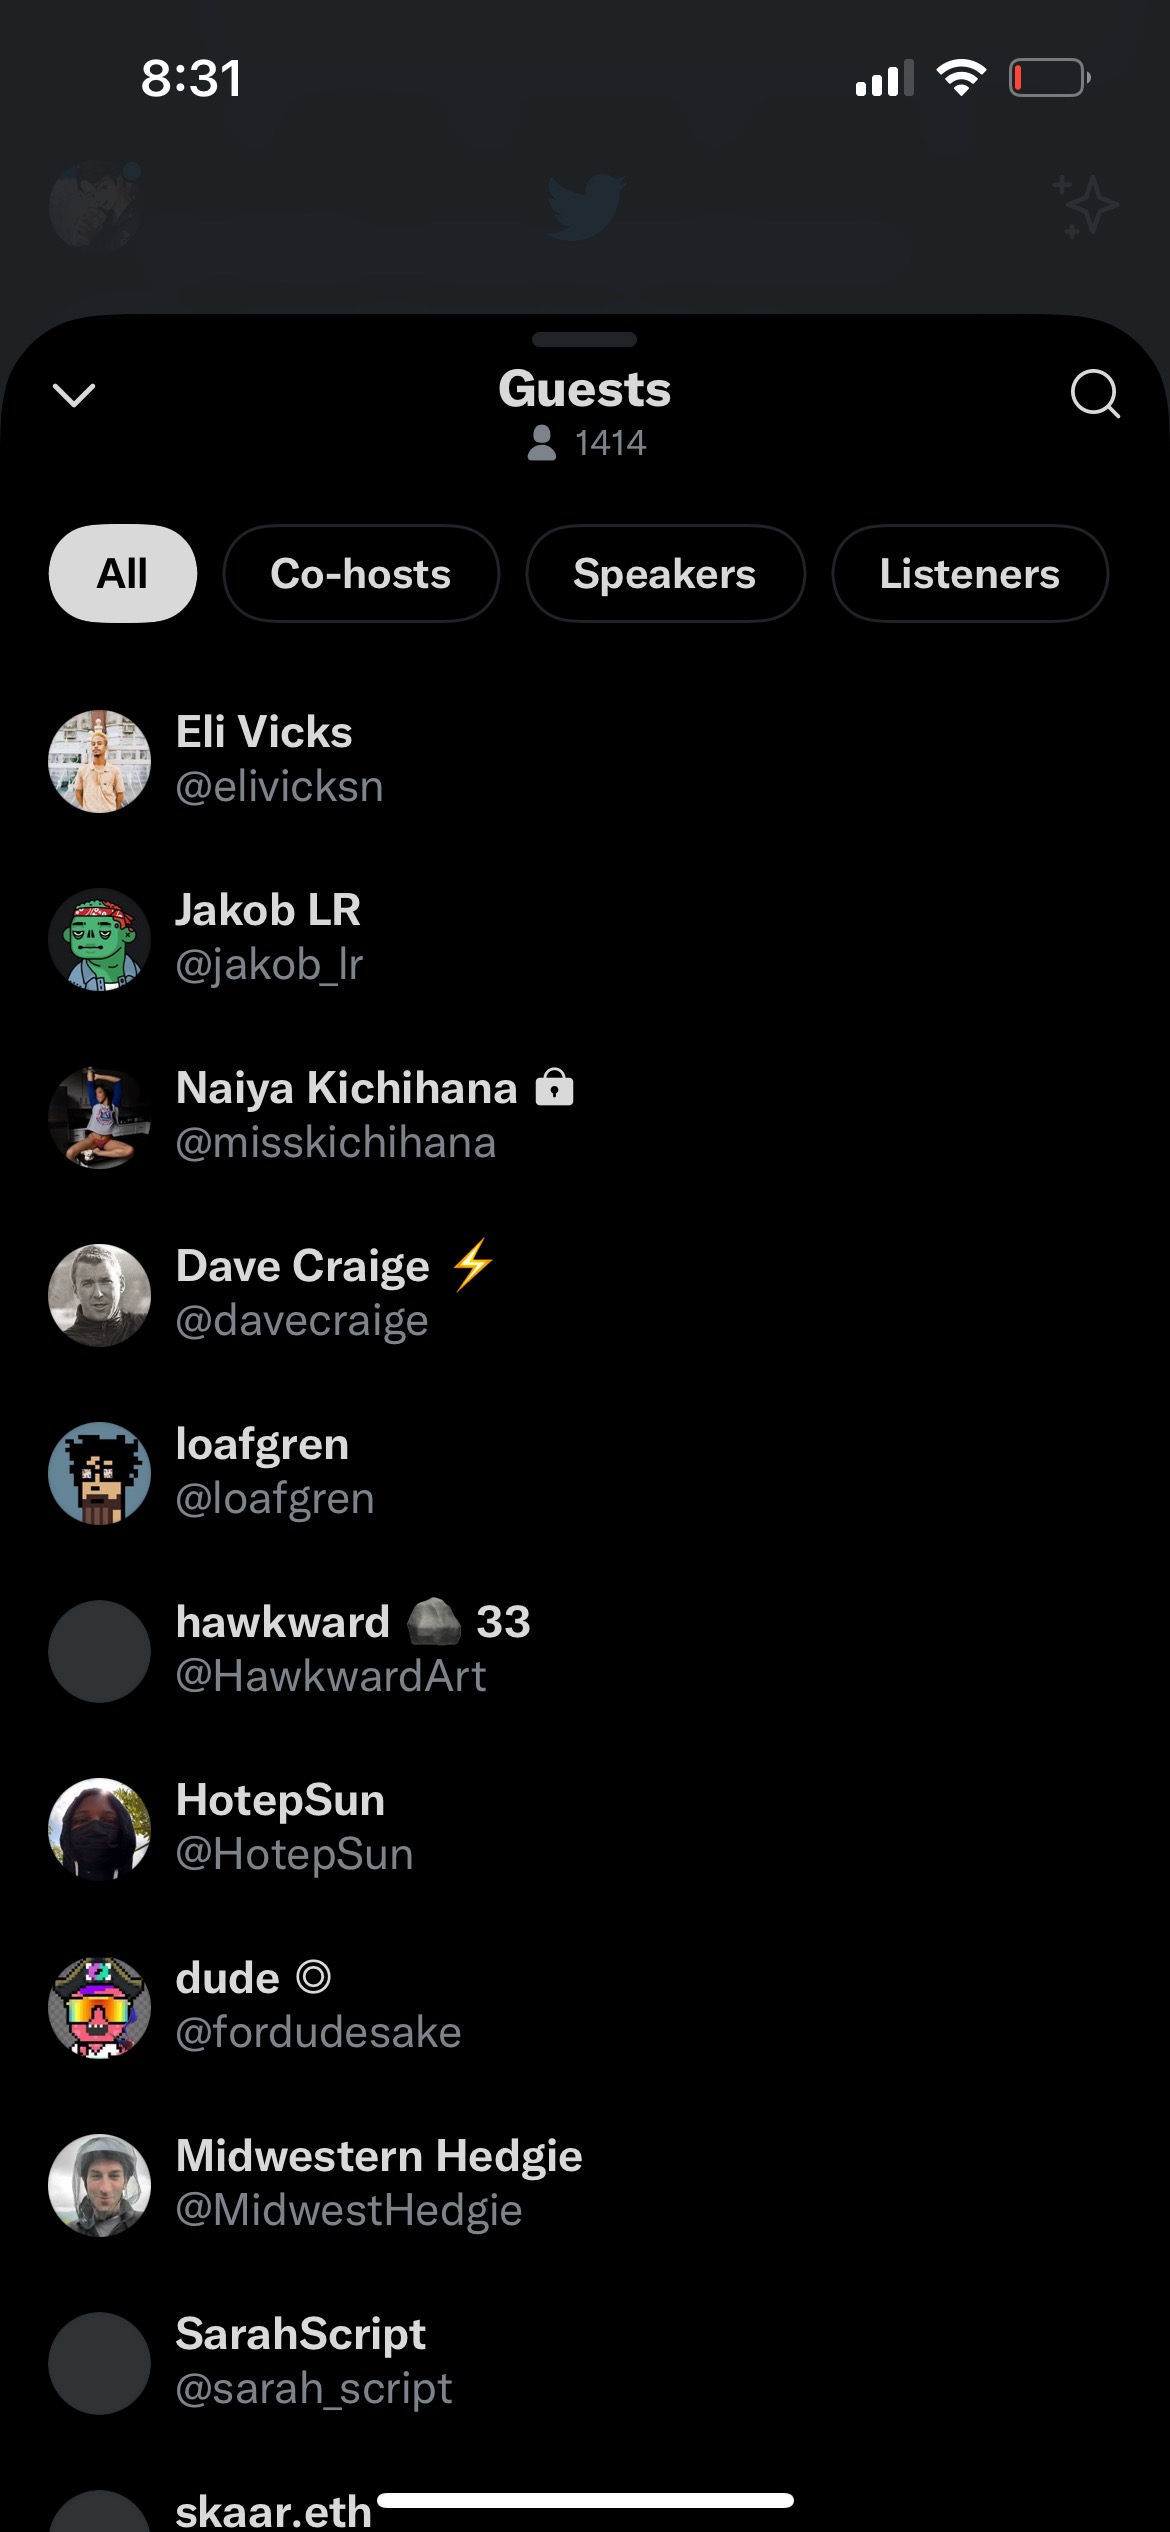 8:31
Guests
1414
All
Co-hosts
Speakers
Listeners
Eli Vicks
@elivicksn
Jakob LR
@jakob_lr
Naiya Kichihana 🔒
@misskichihana
Dave Craige ⚡
@davecraige
loafgren
@loafgren
hawkward 🪨 33
@HawkwardArt
HotepSun
@HotepSun
dude ◎
@fordudesake
Midwestern Hedgie
@MidwestHedgie
SarahScript
@sarah_script
skaar.eth